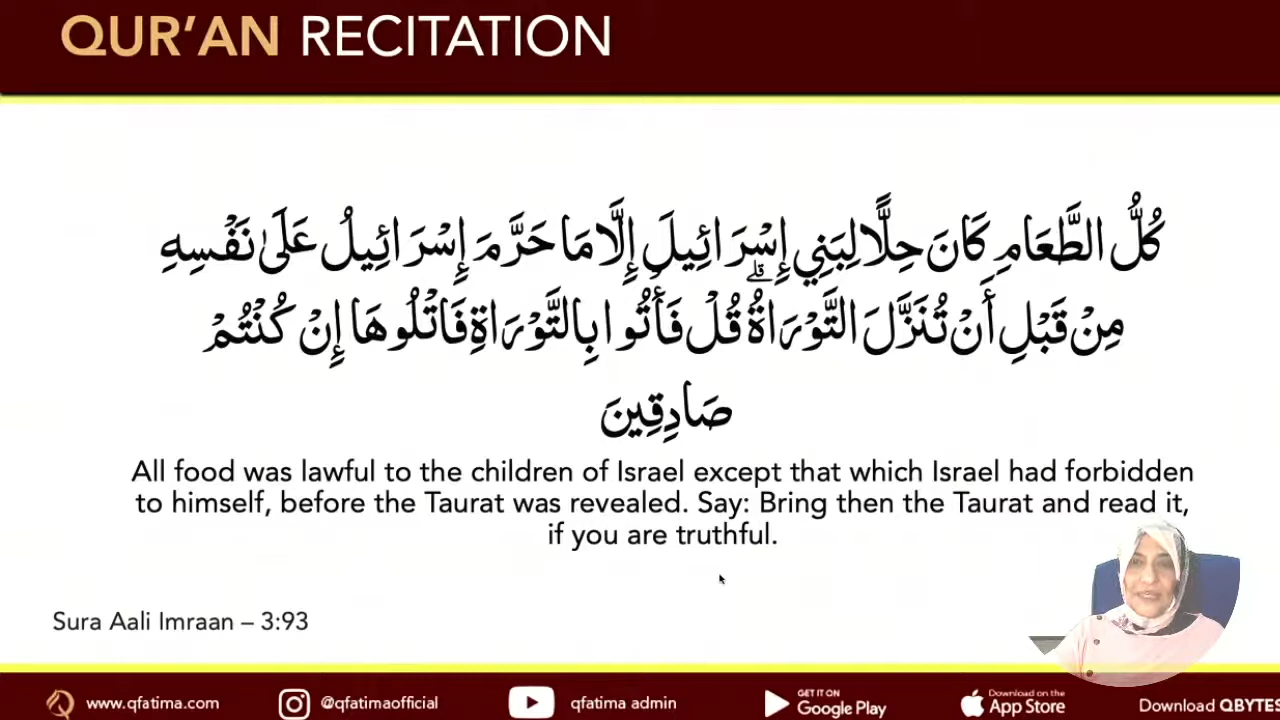 QUR'AN RECITATION
كُلُّ الطَّعَامِ كَانَ حِلًّا لِبَنِي إِسْرَائِيلَ إِلَّا مَا حَرَّمَ إِسْرَائِيلُ عَلَىٰ نَفْسِهِ
مِنْ قَبْلِ أَنْ تُنَزَّلَ التَّوْرَاةُ ۗ قُلْ فَأْتُوا بِالتَّوْرَاةِ فَاتْلُوهَا إِنْ كُنْتُمْ
صَادِقِينَ
All food was lawful to the children of Israel except that which Israel had forbidden
to himself, before the Taurat was revealed. Say: Bring then the Taurat and read it,
if you are truthful.
Sura Aali Imraan – 3:93
www.qfatima.com @qfatimaofficial qfatima admin GET IT ON Google Play Download on the App Store Download QBYTES